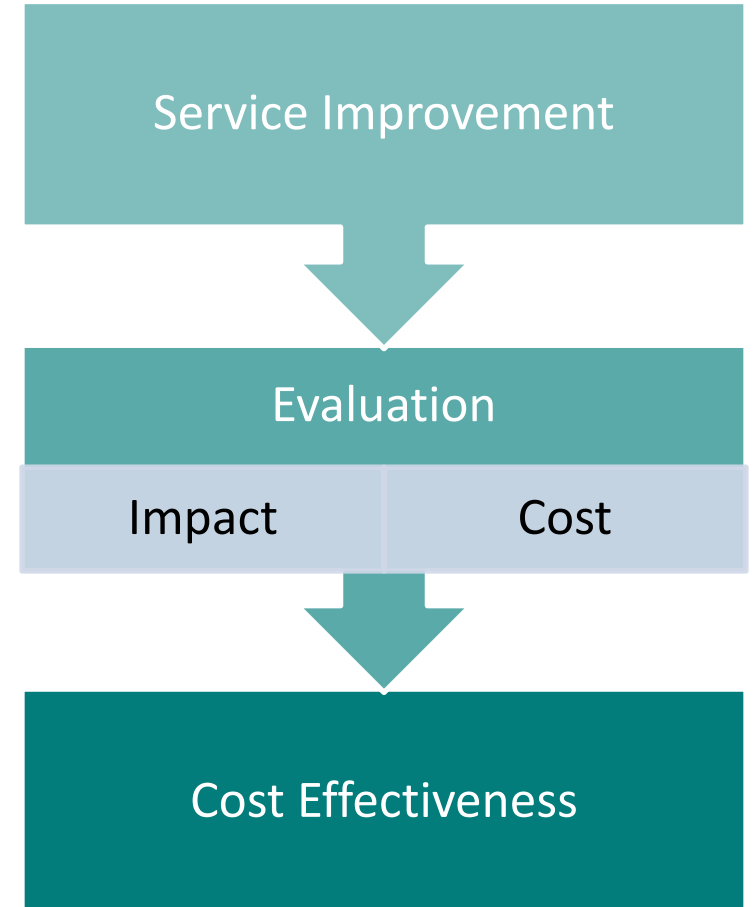 Service Improvement
Evaluation
Impact
Cost
Cost Effectiveness